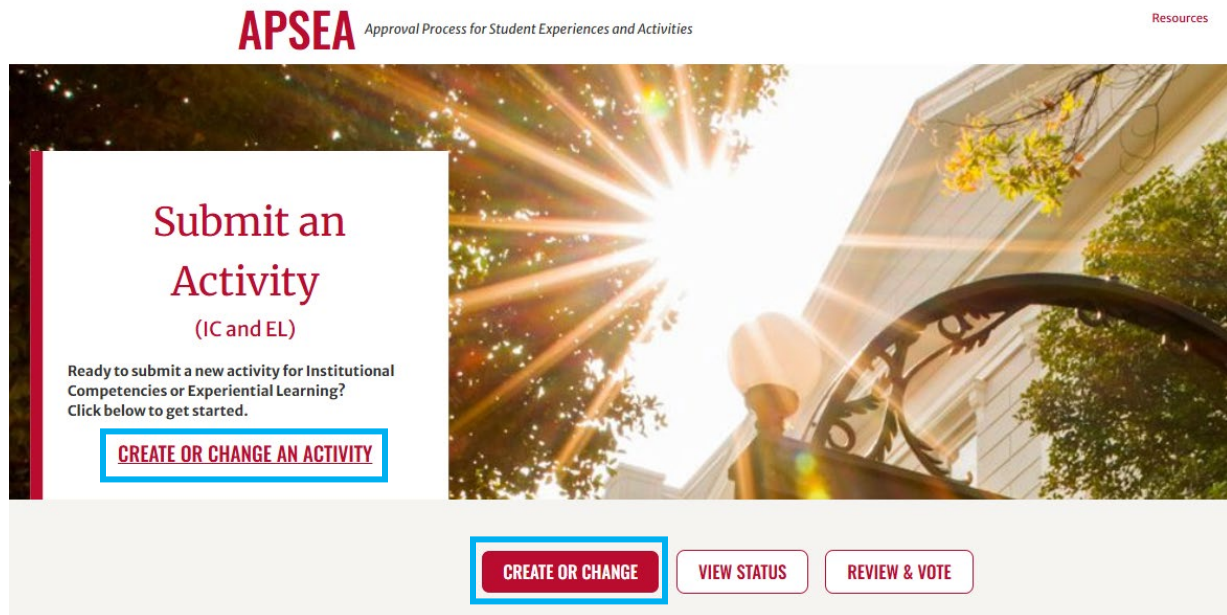 APSEA Approval Process for Student Experiences and Activities
Resources
Submit an
Activity
(IC and EL)
Ready to submit a new activity for Institutional
Competencies or Experiential Learning?
Click below to get started.
CREATE OR CHANGE AN ACTIVITY
CREATE OR CHANGE
VIEW STATUS
REVIEW & VOTE